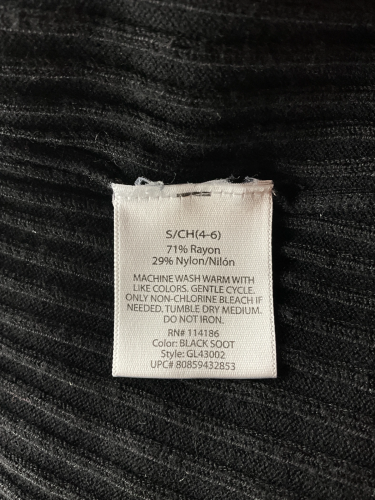 S/CH(4-6)
71% Rayon
29% Nylon/Nilón
MACHINE WASH WARM WITH
LIKE COLORS. GENTLE CYCLE.
ONLY NON-CHLORINE BLEACH IF
NEEDED. TUMBLE DRY MEDIUM.
DO NOT IRON.
RN# 114186
Color: BLACK SOOT
Style: GL43002
UPC# 80859432853